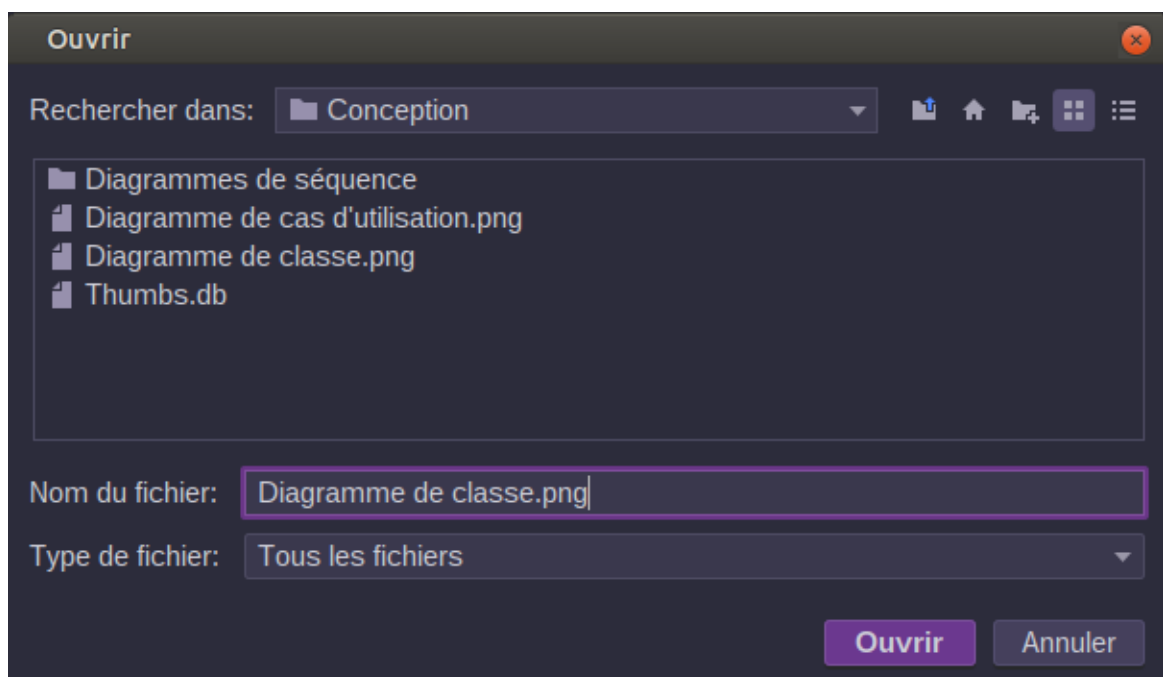 Ouvrir
Rechercher dans: Conception
Diagrammes de séquence
Diagramme de cas d'utilisation.png
Diagramme de classe.png
Thumbs.db
Nom du fichier: Diagramme de classe.png
Type de fichier: Tous les fichiers
Ouvrir Annuler